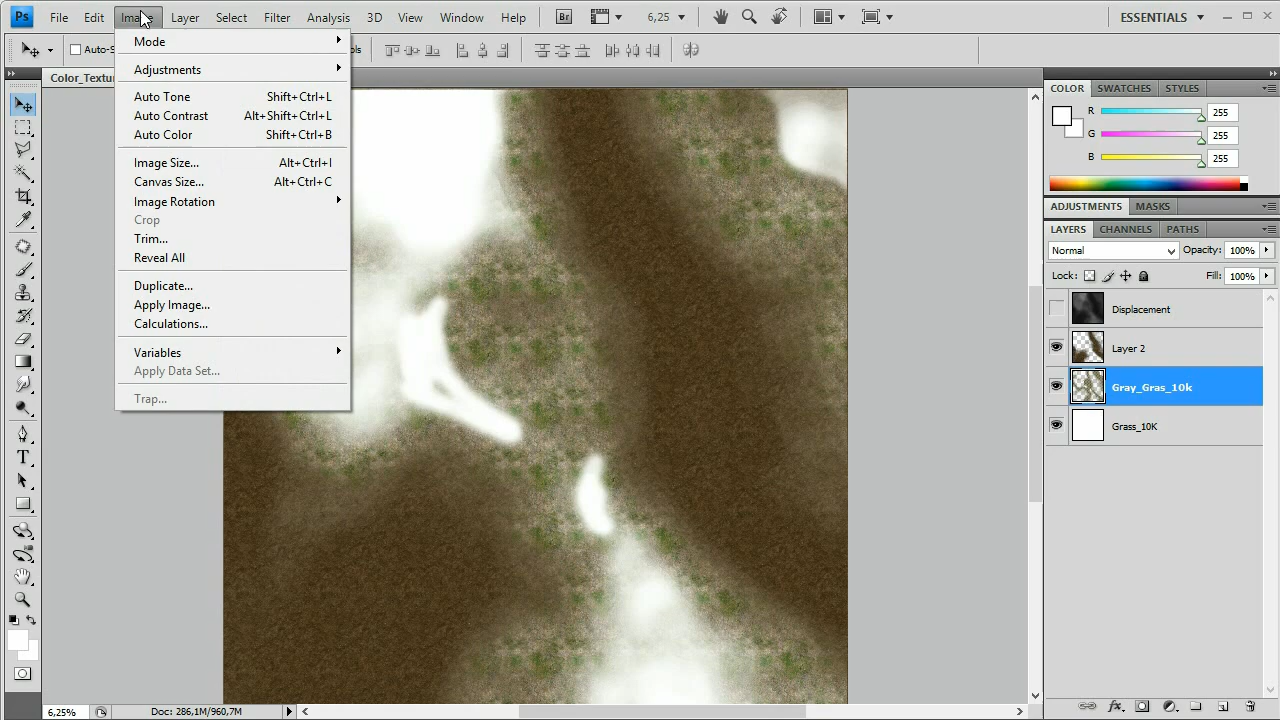 Ps File Edit Image Layer Select Filter Analysis 3D View Window Help Br 6,25 ESSENTIALS
Auto-S
Color_Textu
Mode
Adjustments
Auto Tone Shift+Ctrl+L
Auto Contrast Alt+Shift+Ctrl+L
Auto Color Shift+Ctrl+B
Image Size... Alt+Ctrl+I
Canvas Size... Alt+Ctrl+C
Image Rotation
Crop
Trim...
Reveal All
Duplicate...
Apply Image...
Calculations...
Variables
Apply Data Set...
Trap...
COLOR SWATCHES STYLES
R 255
G 255
B 255
ADJUSTMENTS MASKS
LAYERS CHANNELS PATHS
Normal Opacity: 100%
Lock: Fill: 100%
Displacement
Layer 2
Gray_Gras_10k
Grass_10K
T
6,25% Doc: 286,1M/960,7M
fx